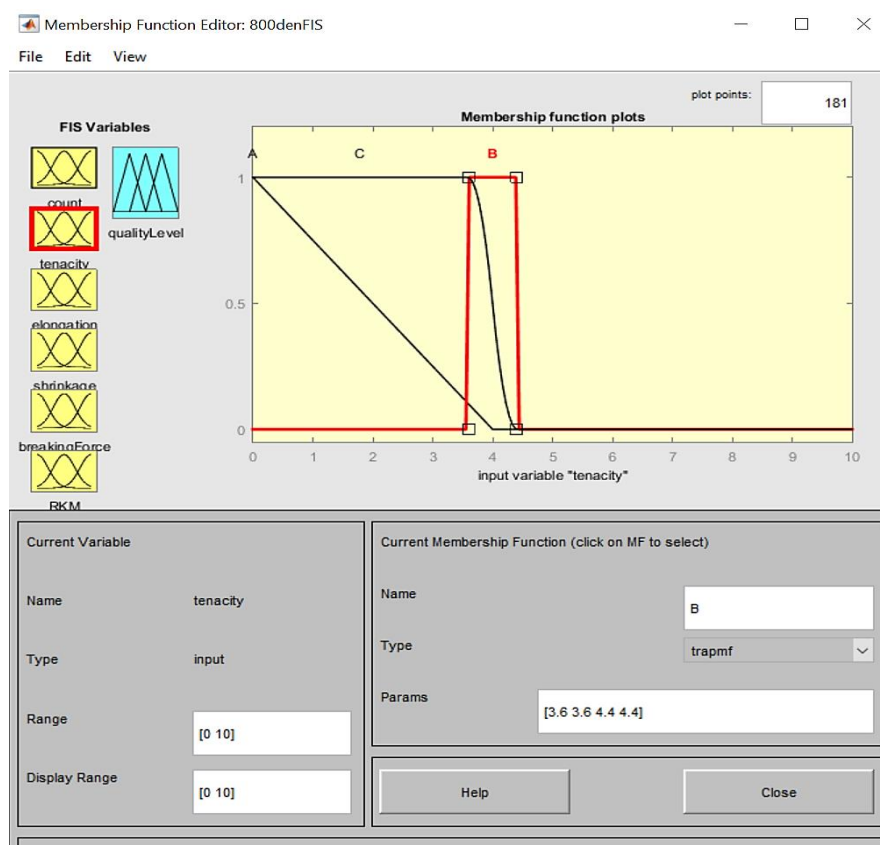 Membership Function Editor: 800denFIS
File Edit View
plot points: 181
FIS Variables
count
tenacity
elongation
shrinkage
breakingForce
RKM
qualityLevel
Membership function plots
A C B
1
0.5
0
0 1 2 3 4 5 6 7 8 9 10
input variable "tenacity"
Current Variable
Name tenacity
Type input
Range [0 10]
Display Range [0 10]
Current Membership Function (click on MF to select)
Name B
Type trapmf
Params [3.6 3.6 4.4 4.4]
Help Close